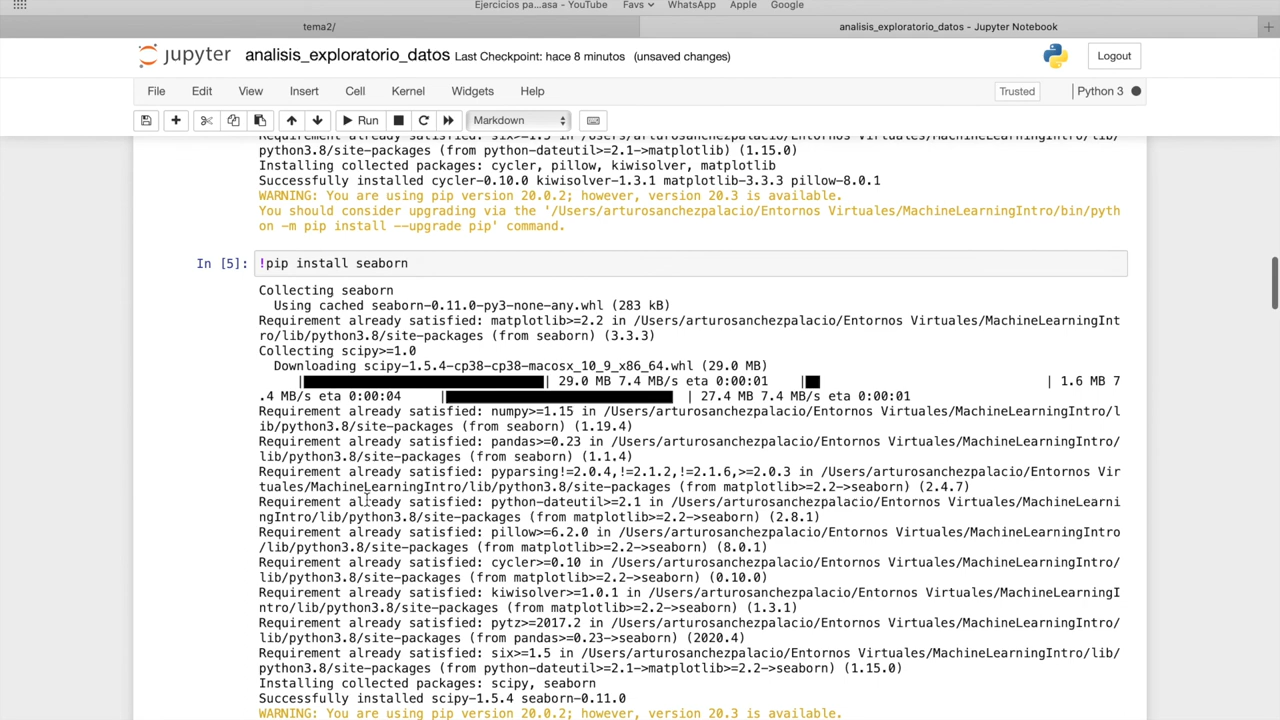 Ejercicios pa...asa - YouTube Favs WhatsApp Apple Google
tema2/ analisis_exploratorio_datos - Jupyter Notebook
jupyter analisis_exploratorio_datos Last Checkpoint: hace 8 minutos (unsaved changes) Logout
File Edit View Insert Cell Kernel Widgets Help Trusted Python 3
Run Markdown
Requirement already satisfied: six>=1.5 in /Users/arturosanchezpalacio/Entornos Virtuales/MachineLearningIntro/lib/
python3.8/site-packages (from python-dateutil>=2.1->matplotlib) (1.15.0)
Installing collected packages: cycler, pillow, kiwisolver, matplotlib
Successfully installed cycler-0.10.0 kiwisolver-1.3.1 matplotlib-3.3.3 pillow-8.0.1
WARNING: You are using pip version 20.0.2; however, version 20.3 is available.
You should consider upgrading via the '/Users/arturosanchezpalacio/Entornos Virtuales/MachineLearningIntro/bin/pyth
on -m pip install --upgrade pip' command.
In [5]: !pip install seaborn
Collecting seaborn
Using cached seaborn-0.11.0-py3-none-any.whl (283 kB)
Requirement already satisfied: matplotlib>=2.2 in /Users/arturosanchezpalacio/Entornos Virtuales/MachineLearningInt
ro/lib/python3.8/site-packages (from seaborn) (3.3.3)
Collecting scipy>=1.0
Downloading scipy-1.5.4-cp38-cp38-macosx_10_9_x86_64.whl (29.0 MB)
| | 29.0 MB 7.4 MB/s eta 0:00:01 | | 1.6 MB 7
.4 MB/s eta 0:00:04 | | 27.4 MB 7.4 MB/s eta 0:00:01
Requirement already satisfied: numpy>=1.15 in /Users/arturosanchezpalacio/Entornos Virtuales/MachineLearningIntro/l
ib/python3.8/site-packages (from seaborn) (1.19.4)
Requirement already satisfied: pandas>=0.23 in /Users/arturosanchezpalacio/Entornos Virtuales/MachineLearningIntro/
lib/python3.8/site-packages (from seaborn) (1.1.4)
Requirement already satisfied: pyparsing!=2.0.4,!=2.1.2,!=2.1.6,>=2.0.3 in /Users/arturosanchezpalacio/Entornos Vir
tuales/MachineLearningIntro/lib/python3.8/site-packages (from matplotlib>=2.2->seaborn) (2.4.7)
Requirement already satisfied: python-dateutil>=2.1 in /Users/arturosanchezpalacio/Entornos Virtuales/MachineLearni
ngIntro/lib/python3.8/site-packages (from matplotlib>=2.2->seaborn) (2.8.1)
Requirement already satisfied: pillow>=6.2.0 in /Users/arturosanchezpalacio/Entornos Virtuales/MachineLearningIntro
/lib/python3.8/site-packages (from matplotlib>=2.2->seaborn) (8.0.1)
Requirement already satisfied: cycler>=0.10 in /Users/arturosanchezpalacio/Entornos Virtuales/MachineLearningIntro/
lib/python3.8/site-packages (from matplotlib>=2.2->seaborn) (0.10.0)
Requirement already satisfied: kiwisolver>=1.0.1 in /Users/arturosanchezpalacio/Entornos Virtuales/MachineLearningI
ntro/lib/python3.8/site-packages (from matplotlib>=2.2->seaborn) (1.3.1)
Requirement already satisfied: pytz>=2017.2 in /Users/arturosanchezpalacio/Entornos Virtuales/MachineLearningIntro/
lib/python3.8/site-packages (from pandas>=0.23->seaborn) (2020.4)
Requirement already satisfied: six>=1.5 in /Users/arturosanchezpalacio/Entornos Virtuales/MachineLearningIntro/lib/
python3.8/site-packages (from python-dateutil>=2.1->matplotlib>=2.2->seaborn) (1.15.0)
Installing collected packages: scipy, seaborn
Successfully installed scipy-1.5.4 seaborn-0.11.0
WARNING: You are using pip version 20.0.2; however, version 20.3 is available.